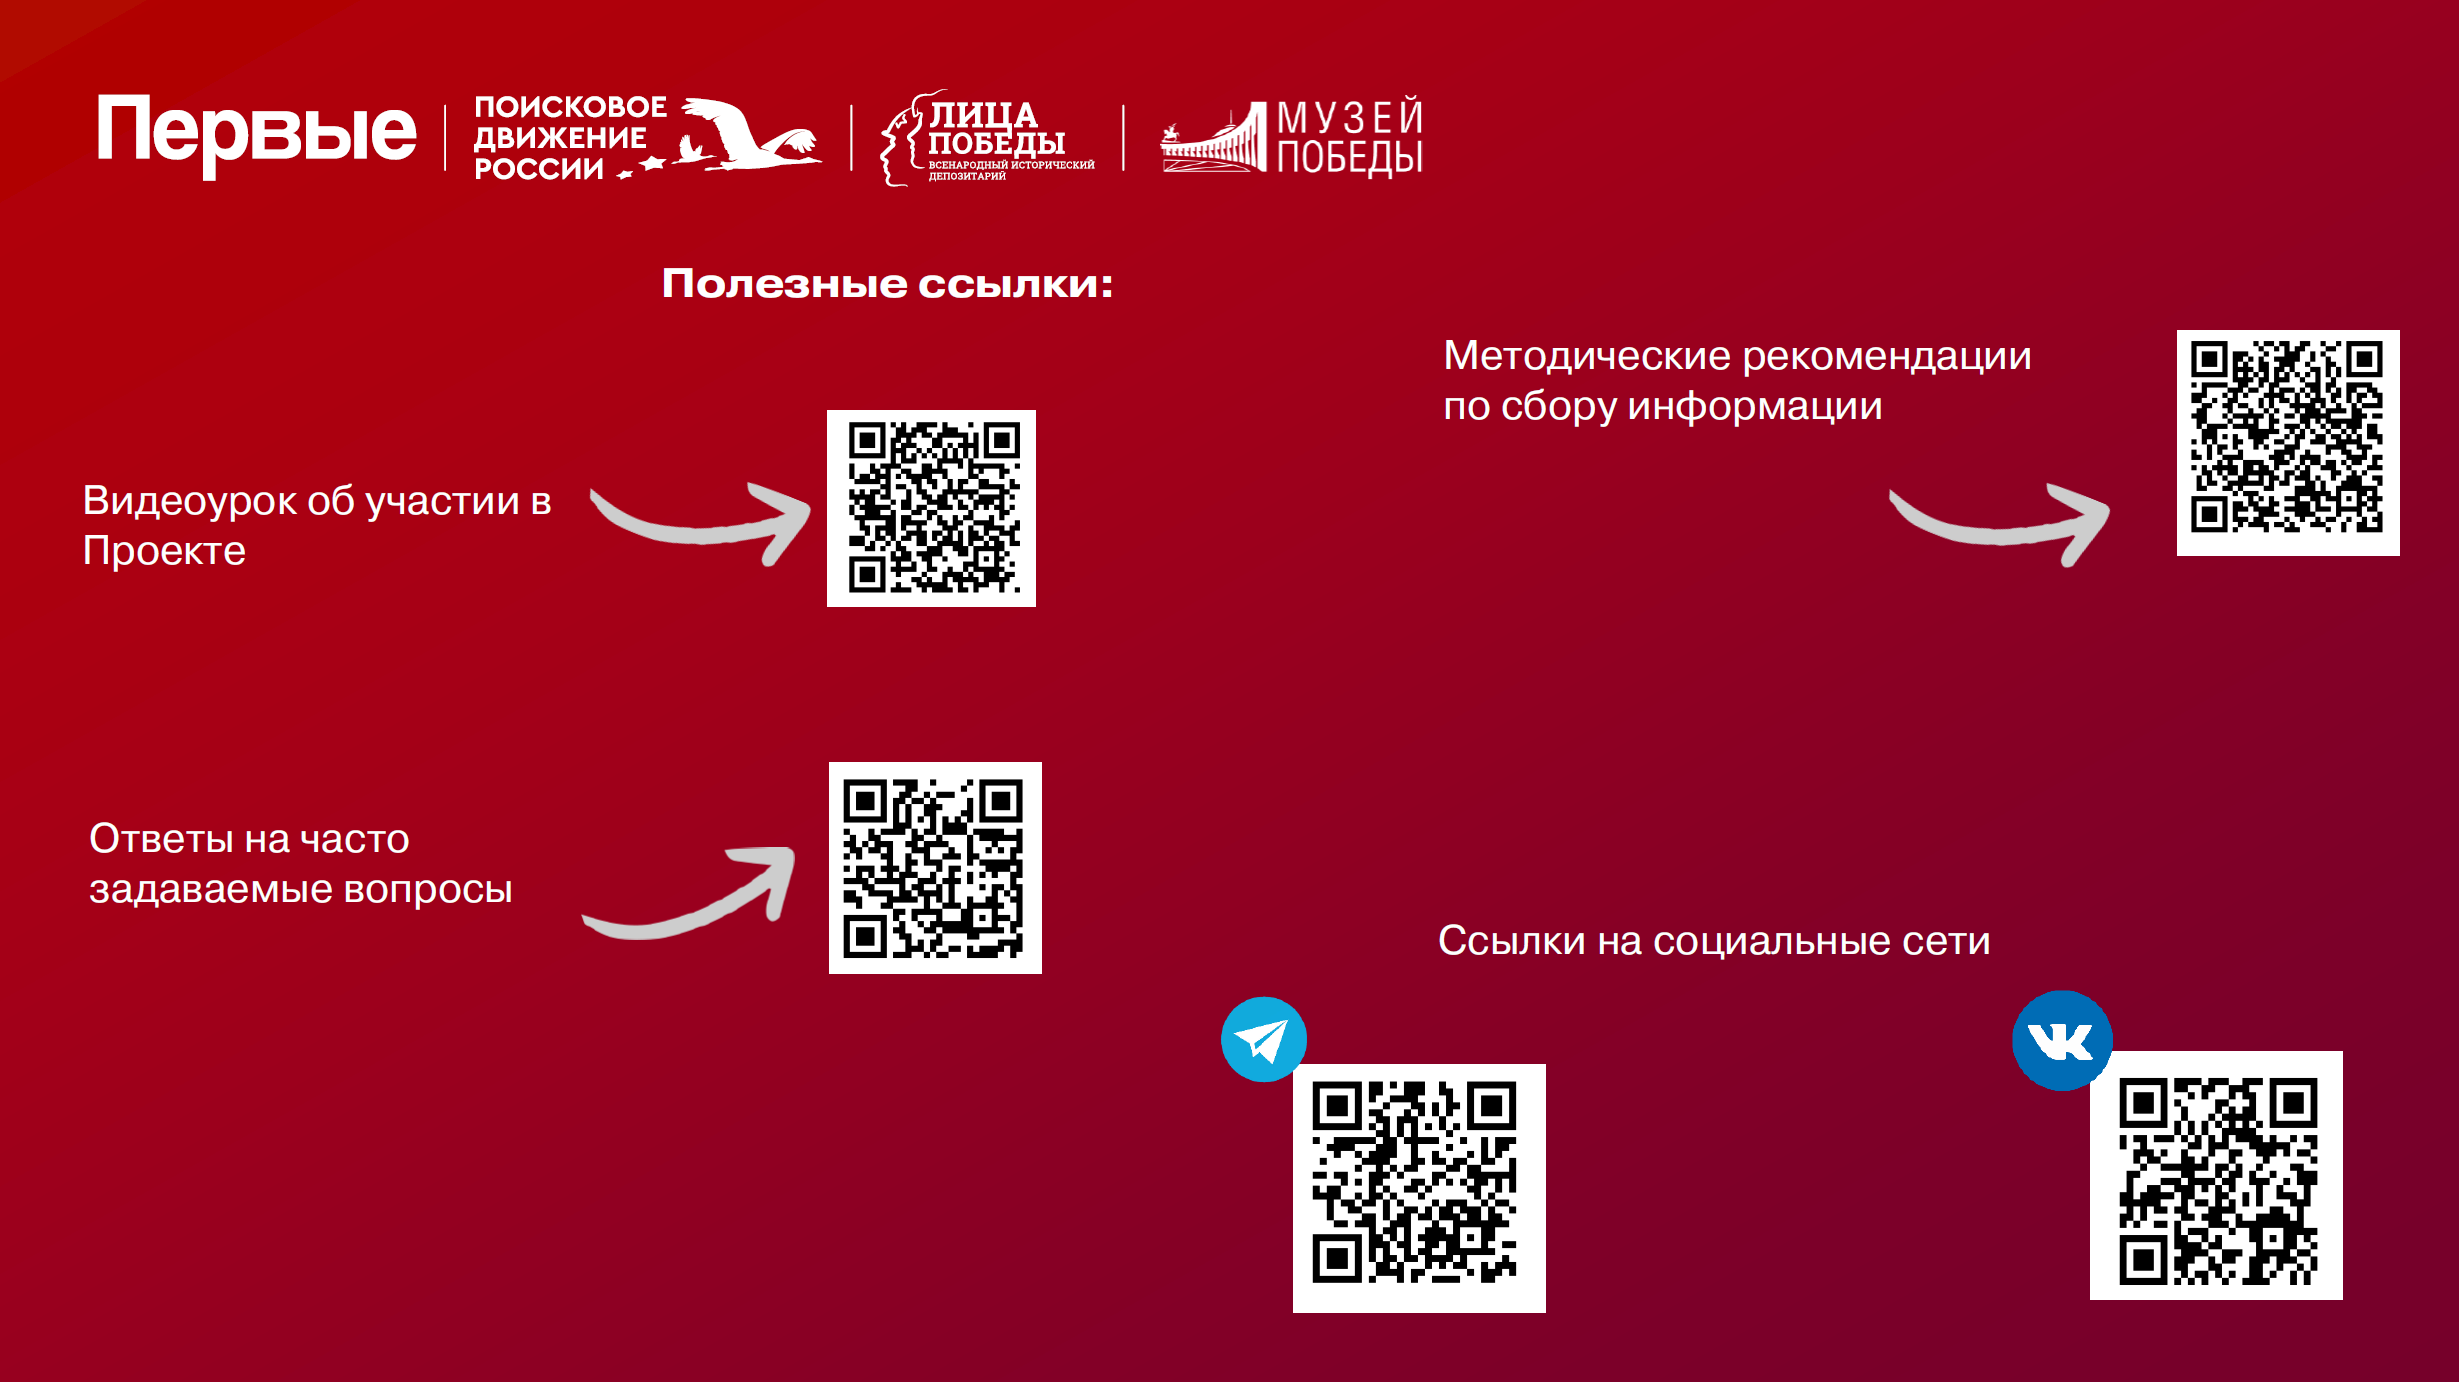 Первые
ПОИСКОВОЕ
ДВИЖЕНИЕ
РОССИИ
ЛИЦА
ПОБЕДЫ
ВСЕНАРОДНЫЙ ИСТОРИЧЕСКИЙ
ДЕПОЗИТАРИЙ
МУЗЕЙ
ПОБЕДЫ
Полезные ссылки:
Видеоурок об участии в
Проекте
Методические рекомендации
по сбору информации
Ответы на часто
задаваемые вопросы
Ссылки на социальные сети